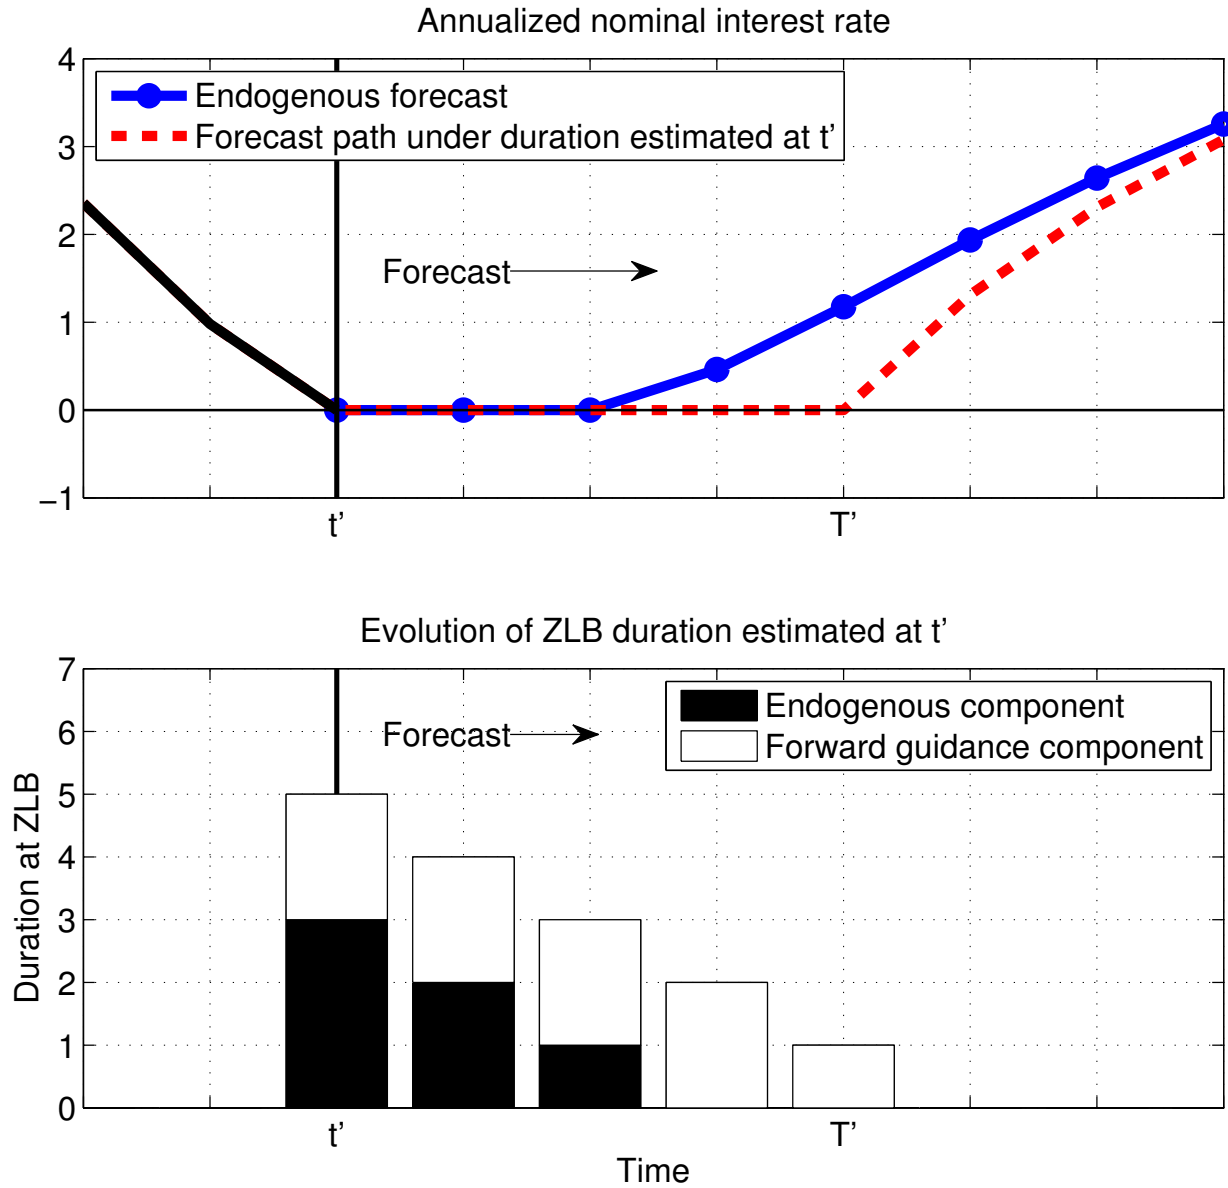 Annualized nominal interest rate
4
Endogenous forecast
Forecast path under duration estimated at t'
3
2
Forecast
1
0
−1
t' T'
Evolution of ZLB duration estimated at t'
7
Endogenous component
Forecast
Forward guidance component
6
5
4
3
2
1
0
Duration at ZLB
t' T'
Time